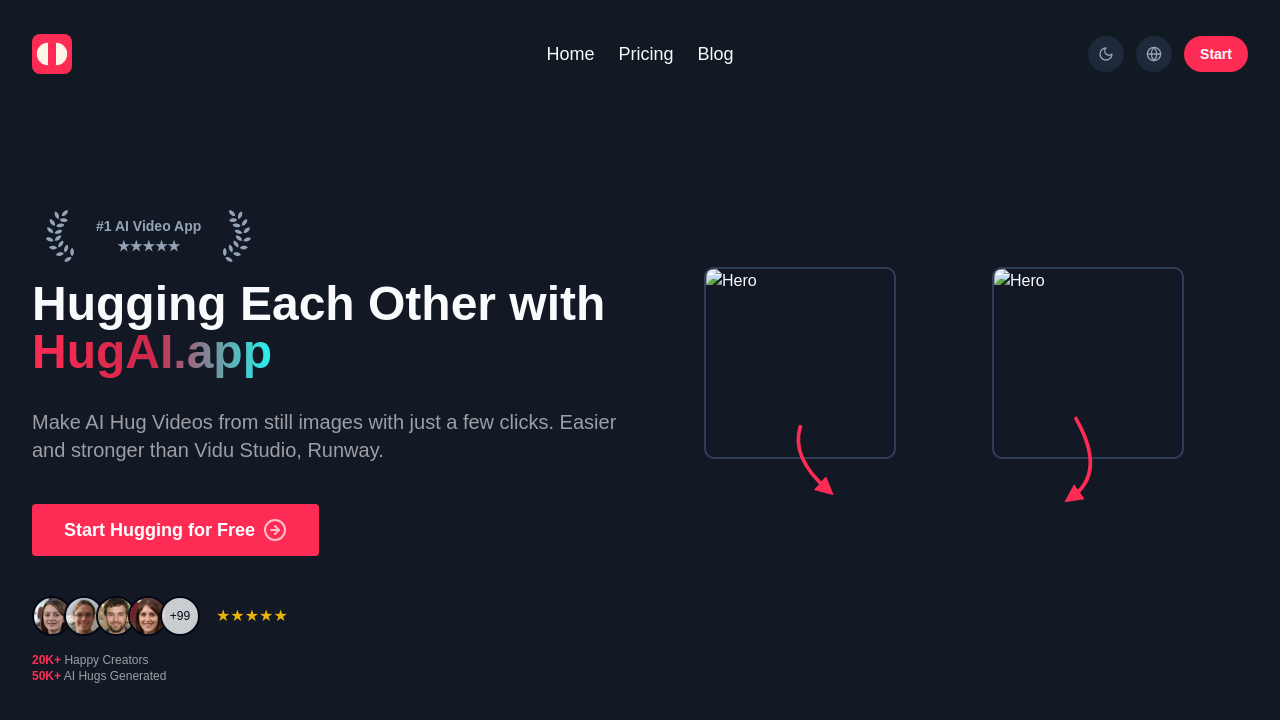 Home
Pricing
Blog
Start
#1 AI Video App
★★★★★
Hugging Each Other with
HugAI.app
Make AI Hug Videos from still images with just a few clicks. Easier
and stronger than Vidu Studio, Runway.
Start Hugging for Free
+99
★★★★★
20K+ Happy Creators
50K+ AI Hugs Generated
Hero
Hero